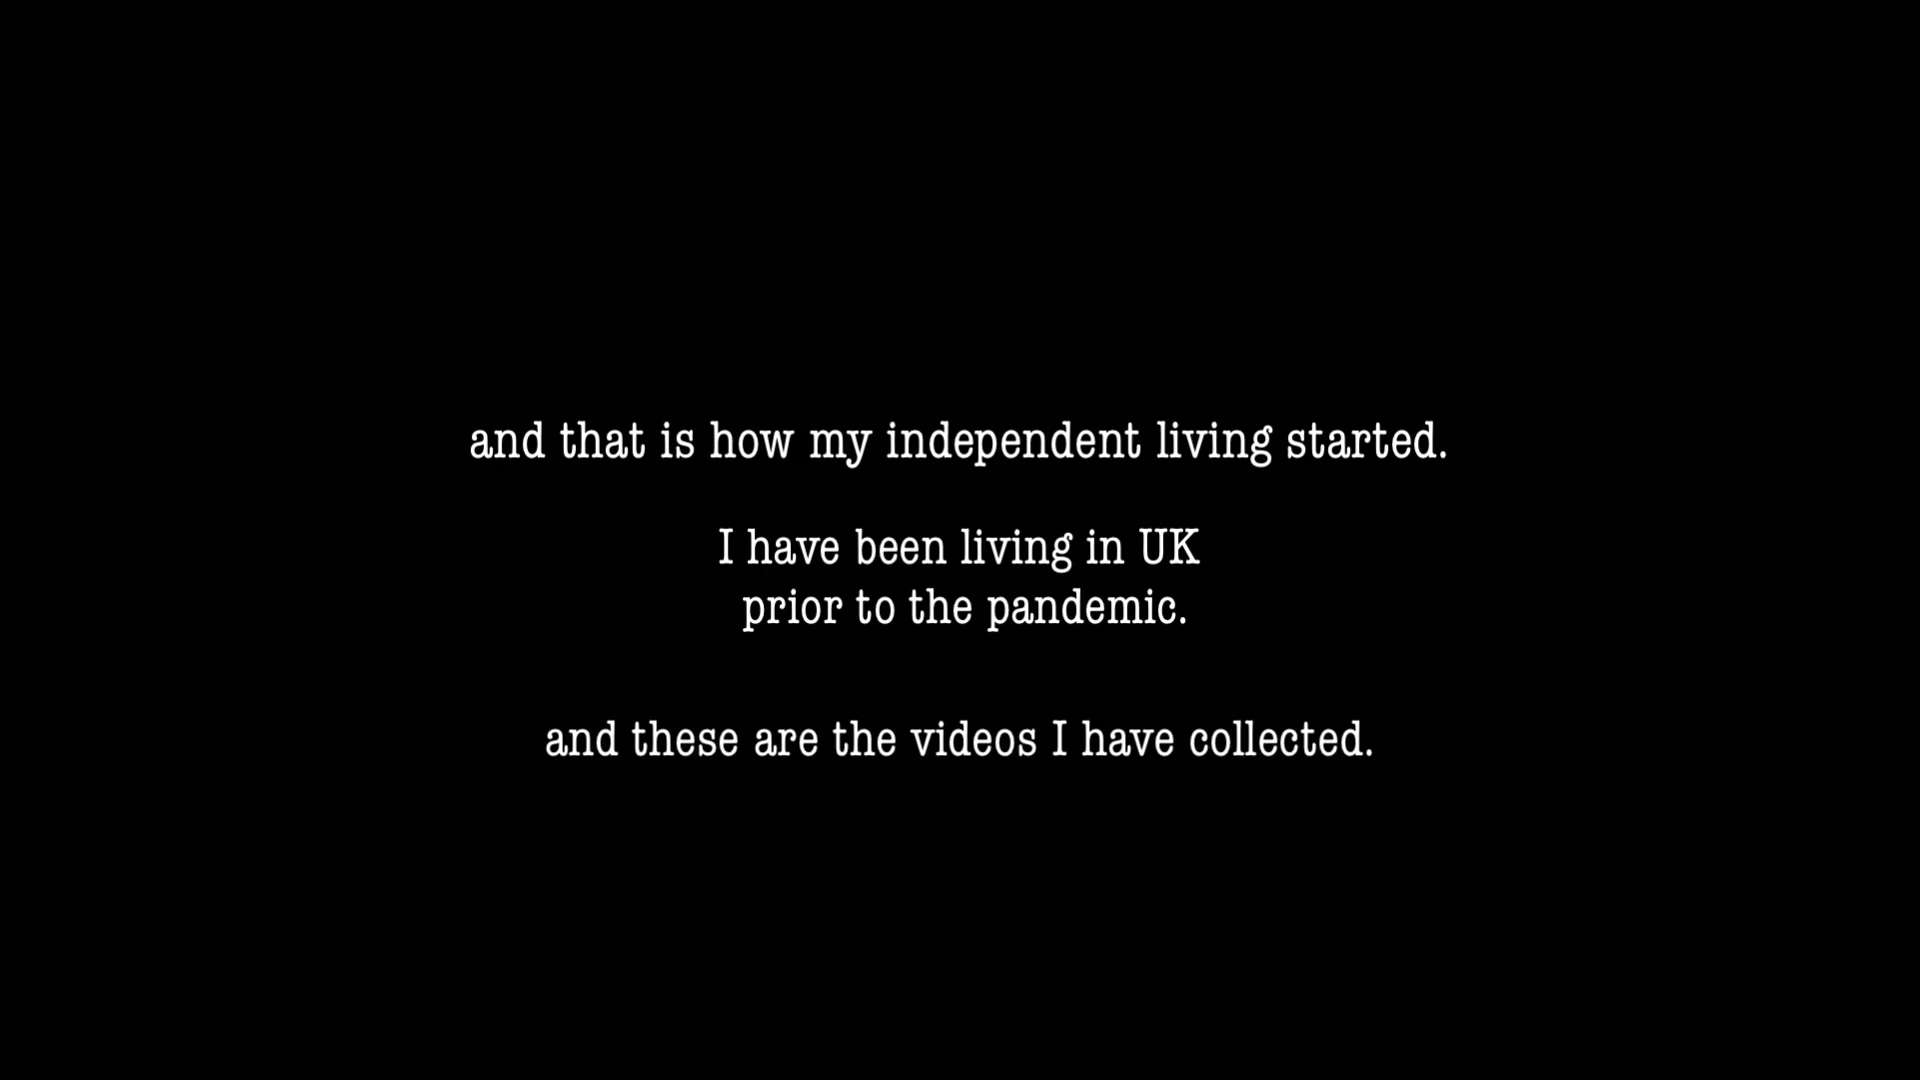 and that is how my independent living started.
I have been living in UK
prior to the pandemic.
and these are the videos I have collected.